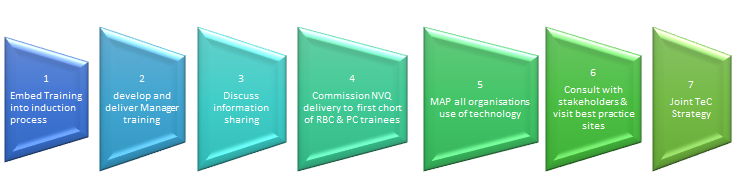 1
Embed Training
into induction
process
2
develop and
deliver Manager
training
3
Discuss
information
sharing
4
Commission NVQ
delivery to first chort
of RBC & PC trainees
5
MAP all organisations
use of technology
6
Consult with
stakeholders &
visit best practice
sites
7
Joint TeC
Strategy